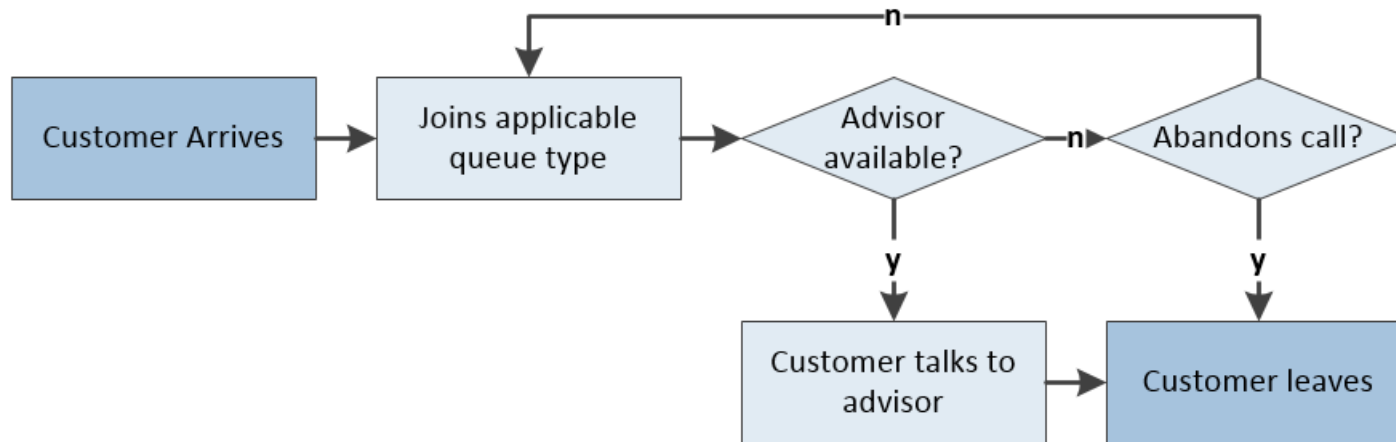 n
Customer Arrives
Joins applicable
queue type
Advisor
available?
n
Abandons call?
y
y
Customer talks to
advisor
Customer leaves